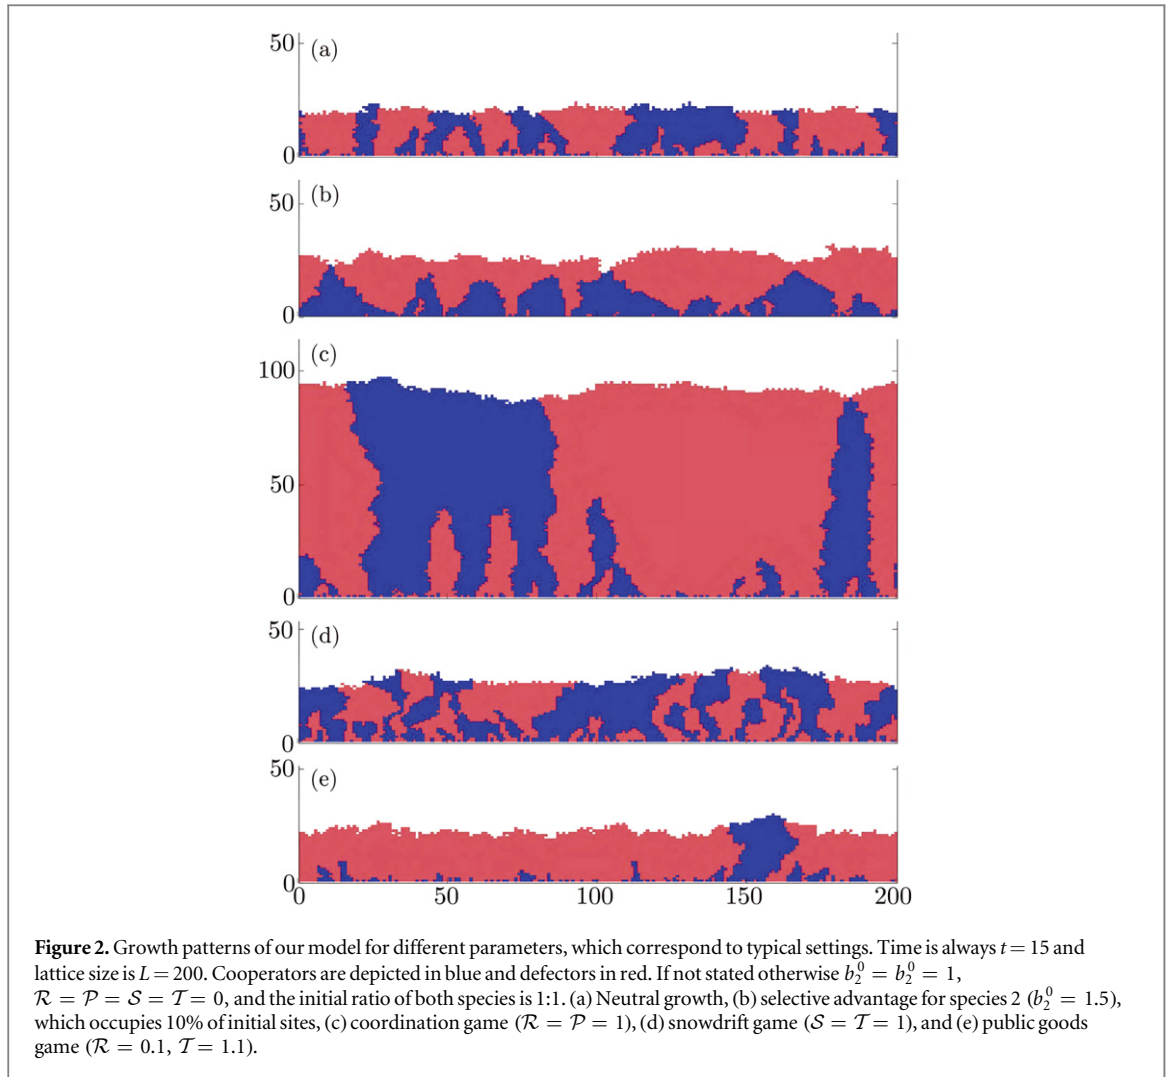 50
(a)
0
50
(b)
0
100
(c)
50
0
50
(d)
0
50
(e)
0
0 50 100 150 200
Figure 2. Growth patterns of our model for different parameters, which correspond to typical settings. Time is always t = 15 and
lattice size is L = 200. Cooperators are depicted in blue and defectors in red. If not stated otherwise b₂⁰ = b₂⁰ = 1,
ℛ = 𝒫 = 𝒮 = 𝒯 = 0, and the initial ratio of both species is 1:1. (a) Neutral growth, (b) selective advantage for species 2 (b₂⁰ = 1.5),
which occupies 10% of initial sites, (c) coordination game (ℛ = 𝒫 = 1), (d) snowdrift game (𝒮 = 𝒯 = 1), and (e) public goods
game (ℛ = 0.1, 𝒯 = 1.1).